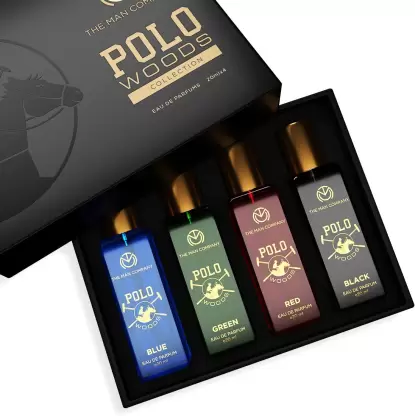 THE MAN COMPANY
POLO
WOODS
COLLECTION
EAU DE PARFUMS 20mlx4
THE MAN COMPANY
POLO
WOODS
BLUE
EAU DE PARFUM
THE MAN COMPANY
POLO
WOODS
GREEN
EAU DE PARFUM
THE MAN COMPANY
POLO
WOODS
RED
EAU DE PARFUM
THE MAN COMPANY
POLO
WOODS
BLACK
EAU DE PARFUM